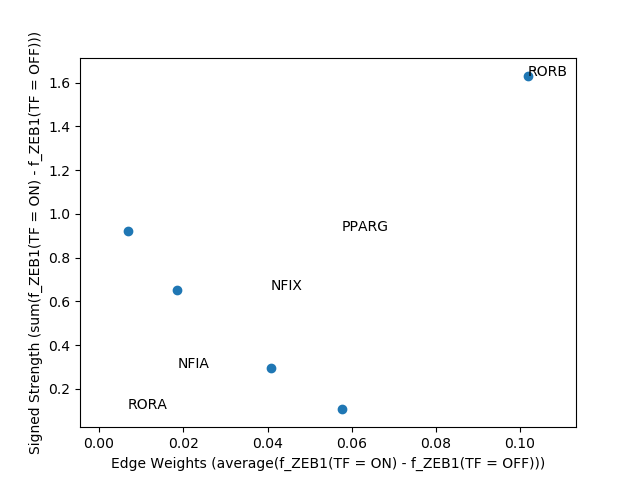 Signed Strength (sum(f_ZEB1(TF = ON) - f_ZEB1(TF = OFF)))
1.6
1.4
1.2
1.0
0.8
0.6
0.4
0.2
RORB
PPARG
NFIX
NFIA
RORA
0.00 0.02 0.04 0.06 0.08 0.10
Edge Weights (average(f_ZEB1(TF = ON) - f_ZEB1(TF = OFF)))